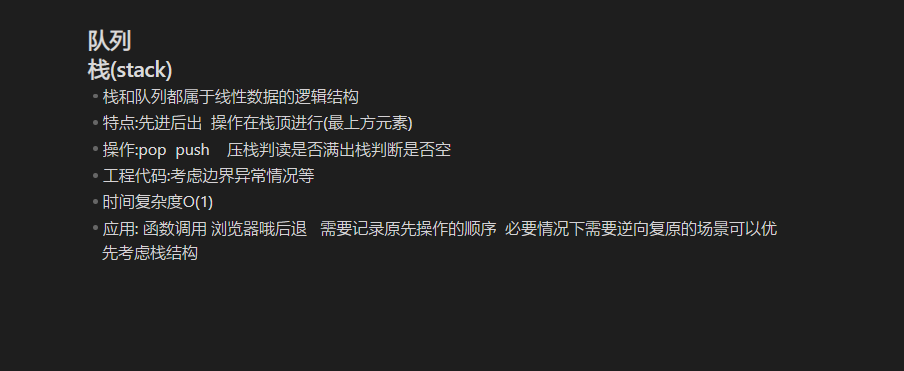 队列
栈(stack)
栈和队列都属于线性数据的逻辑结构
特点:先进后出 操作在栈顶进行(最上方元素)
操作:pop push 压栈判读是否满出栈判断是否空
工程代码:考虑边界异常情况等
时间复杂度O(1)
应用: 函数调用 浏览器哦后退 需要记录原先操作的顺序 必要情况下需要逆向复原的场景可以优
先考虑栈结构